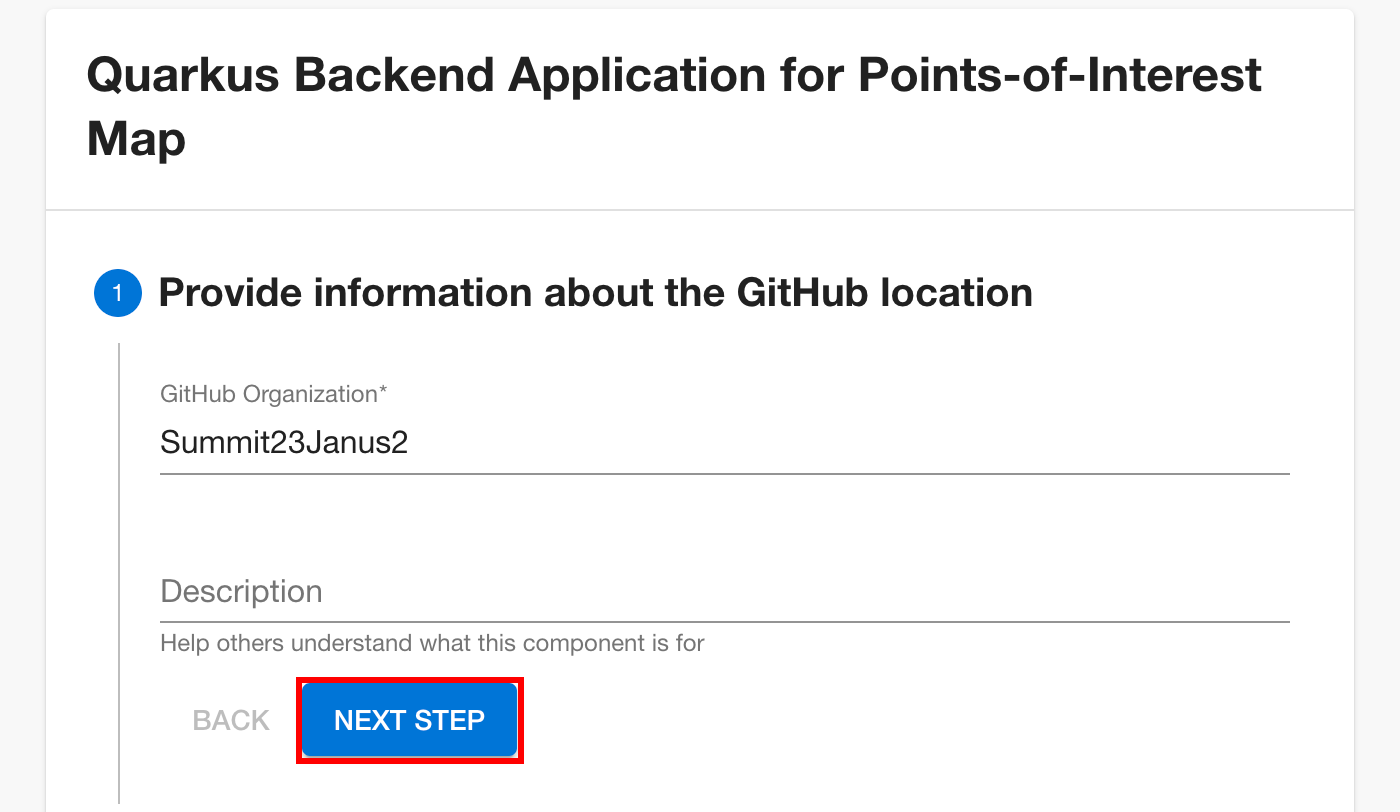 Quarkus Backend Application for Points-of-Interest
Map
1 Provide information about the GitHub location
GitHub Organization*
Summit23Janus2
Description
Help others understand what this component is for
BACK NEXT STEP